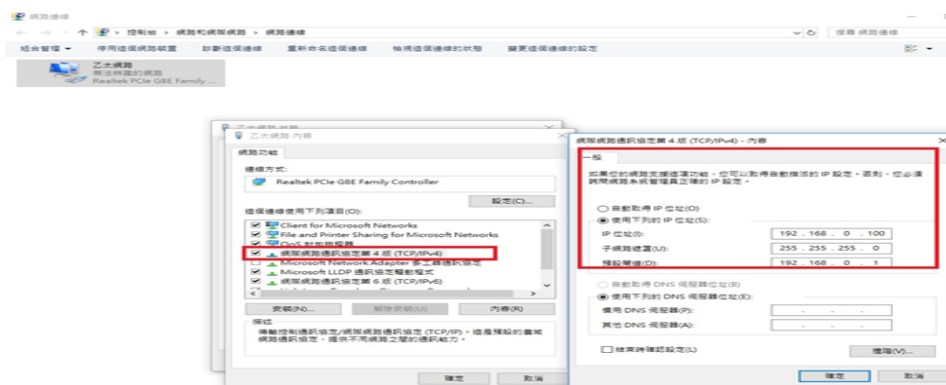 網路連線
控制台 > 網路和網際網路 > 網路連線
搜尋 網路連線
組合管理
停用這個網路裝置
診斷這個連線
重新命名這個連線
檢視這個連線的狀態
變更這個連線的設定
乙太網路
無法辨識的網路
Realtek PCIe GBE Family ...
乙太網路 內容
網路功能
連線方式:
Realtek PCIe GBE Family Controller
設定(C)...
這個連線使用下列項目(O):
Client for Microsoft Networks
File and Printer Sharing for Microsoft Networks
QoS 封包排程器
網際網路通訊協定第 4 版 (TCP/IPv4)
Microsoft Network Adapter 多工器通訊協定
Microsoft LLDP 通訊協定驅動程式
網際網路通訊協定第 6 版 (TCP/IPv6)
安裝(N)...
解除安裝(U)
內容(R)
描述
傳輸控制通訊協定/網際網路通訊協定 (TCP/IP)。這是預設的廣域
網路通訊協定,提供不同網路之間的通訊能力。
確定
取消
網際網路通訊協定第 4 版 (TCP/IPv4) - 內容
一般
如果您的網路支援這項功能,您可以取得自動指派的 IP 設定。否則,您必須
詢問網路系統管理員正確的 IP 設定。
自動取得 IP 位址(O)
使用下列的 IP 位址(S):
IP 位址(I): 192 . 168 . 0 . 100
子網路遮罩(U): 255 . 255 . 255 . 0
預設閘道(D): 192 . 168 . 0 . 1
自動取得 DNS 伺服器位址(B)
使用下列的 DNS 伺服器位址(E):
慣用 DNS 伺服器(P):
其他 DNS 伺服器(A):
結束時確認設定(L)
進階(V)...
確定
取消